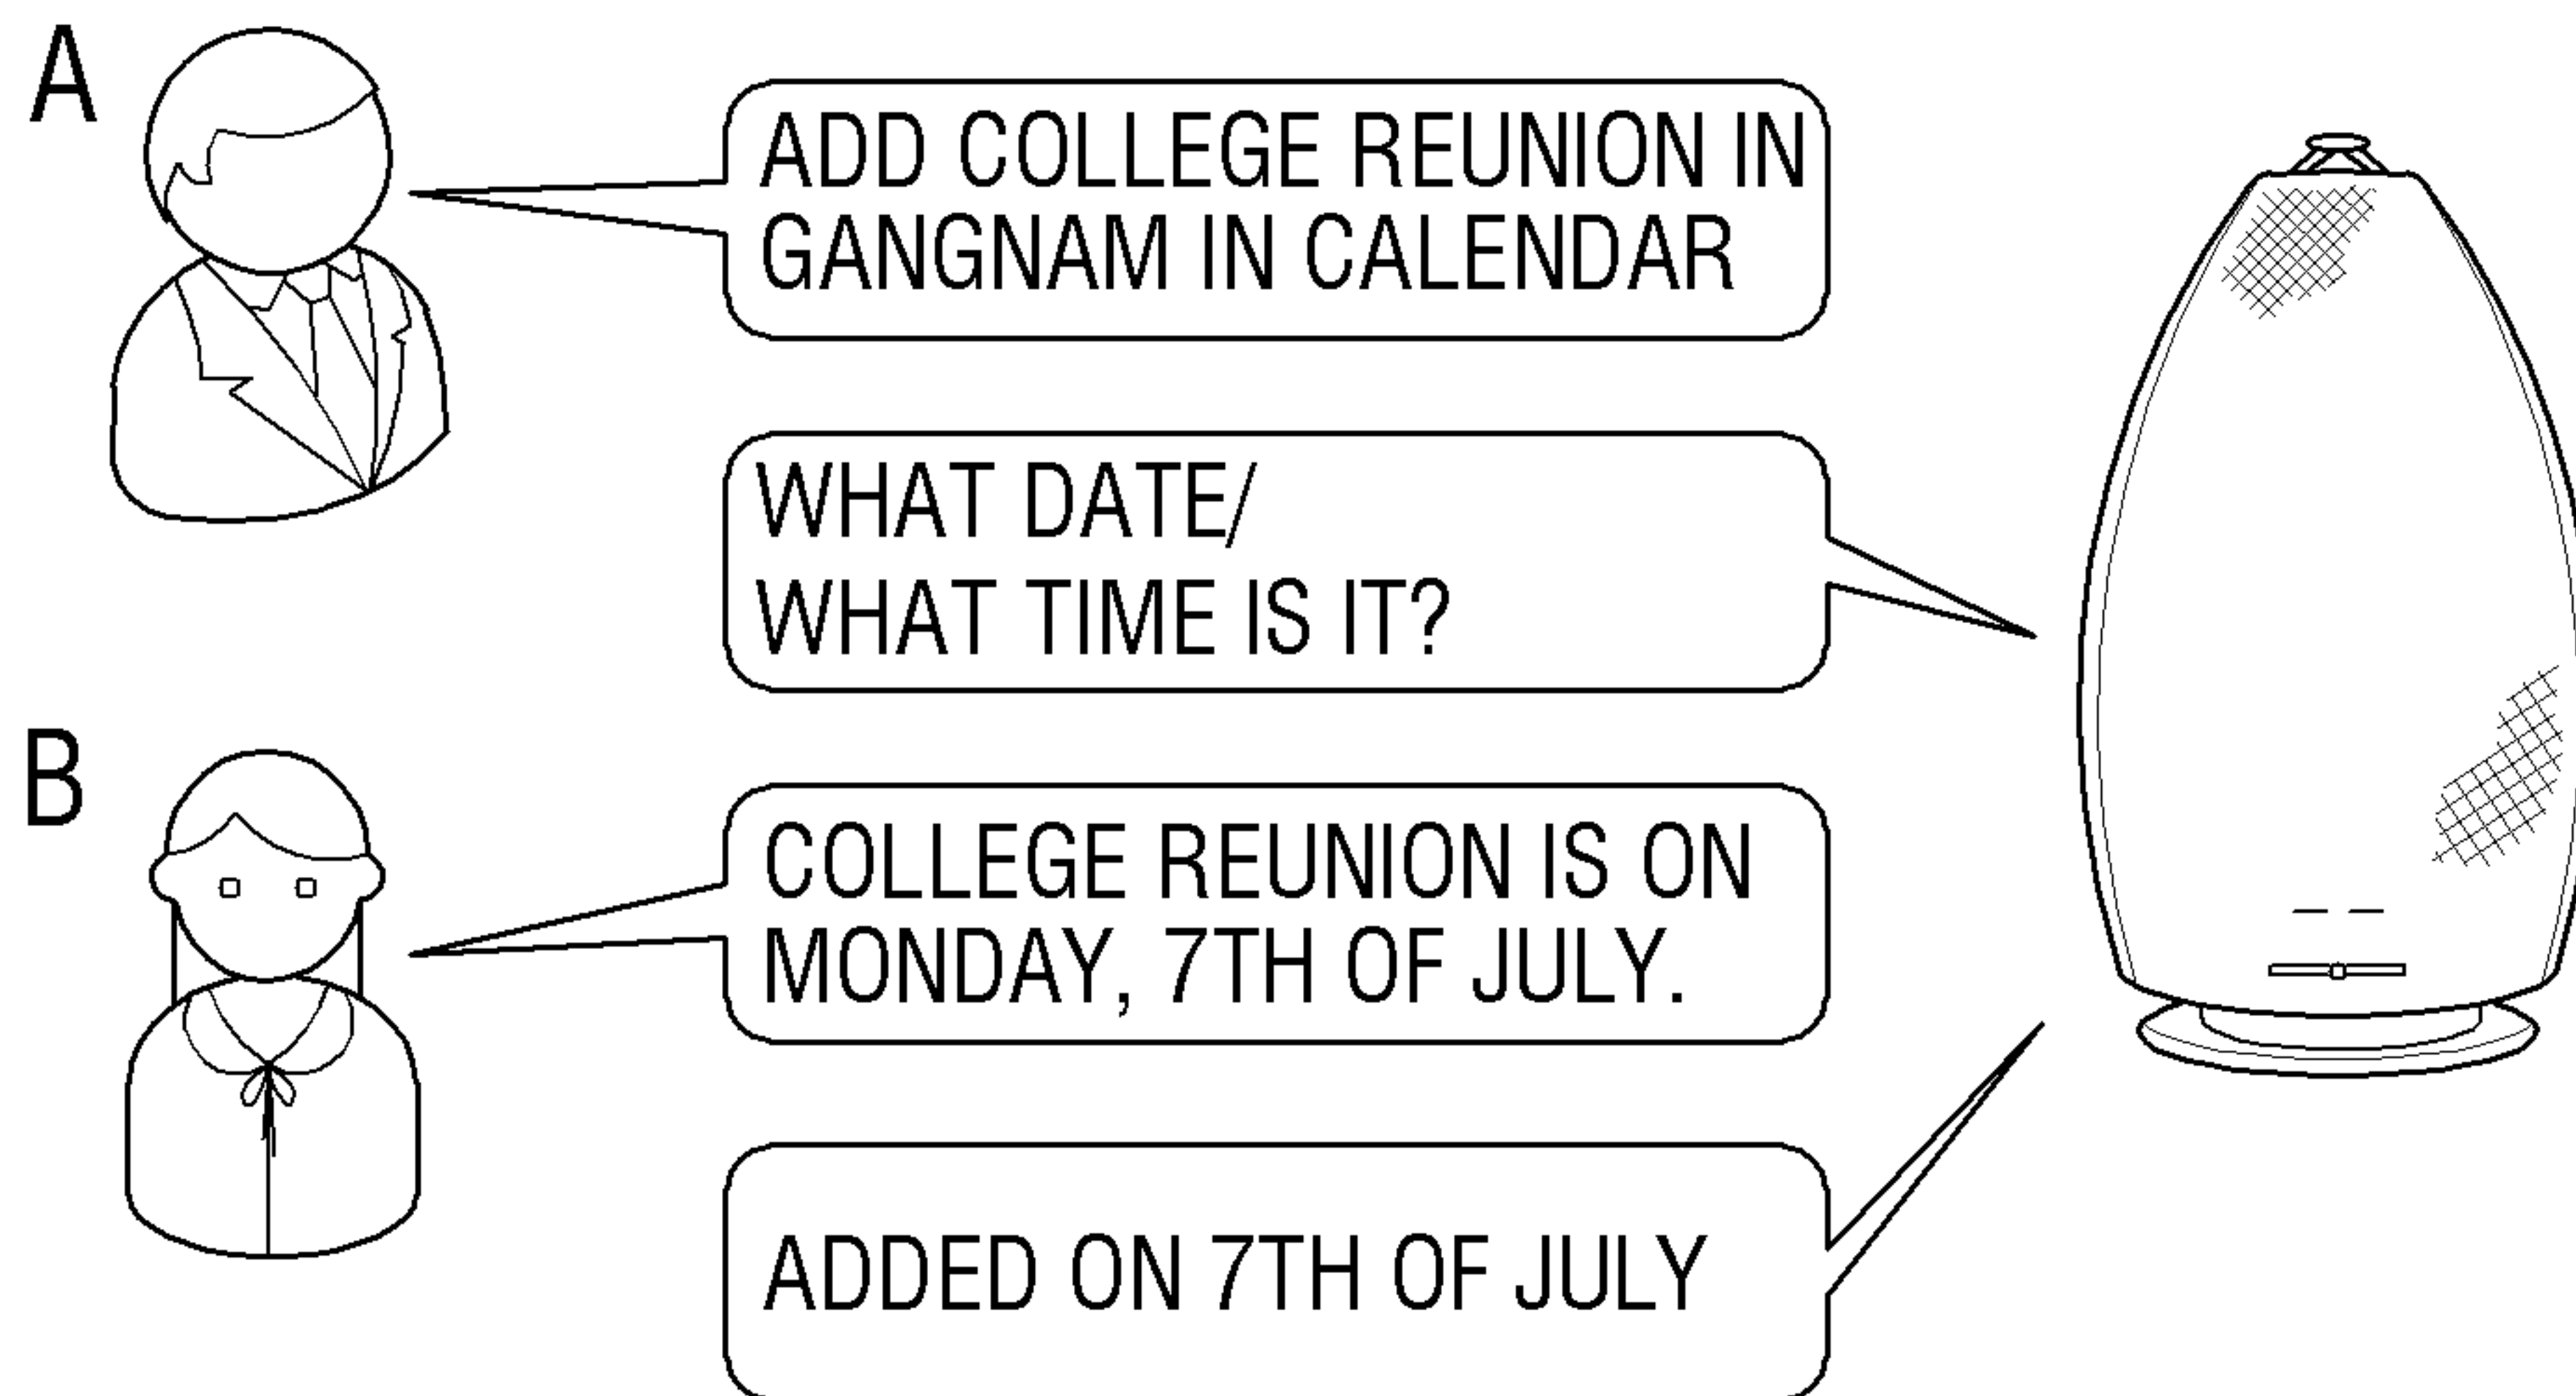 A
ADD COLLEGE REUNION IN
GANGNAM IN CALENDAR
WHAT DATE/
WHAT TIME IS IT?
B
COLLEGE REUNION IS ON
MONDAY, 7TH OF JULY.
ADDED ON 7TH OF JULY